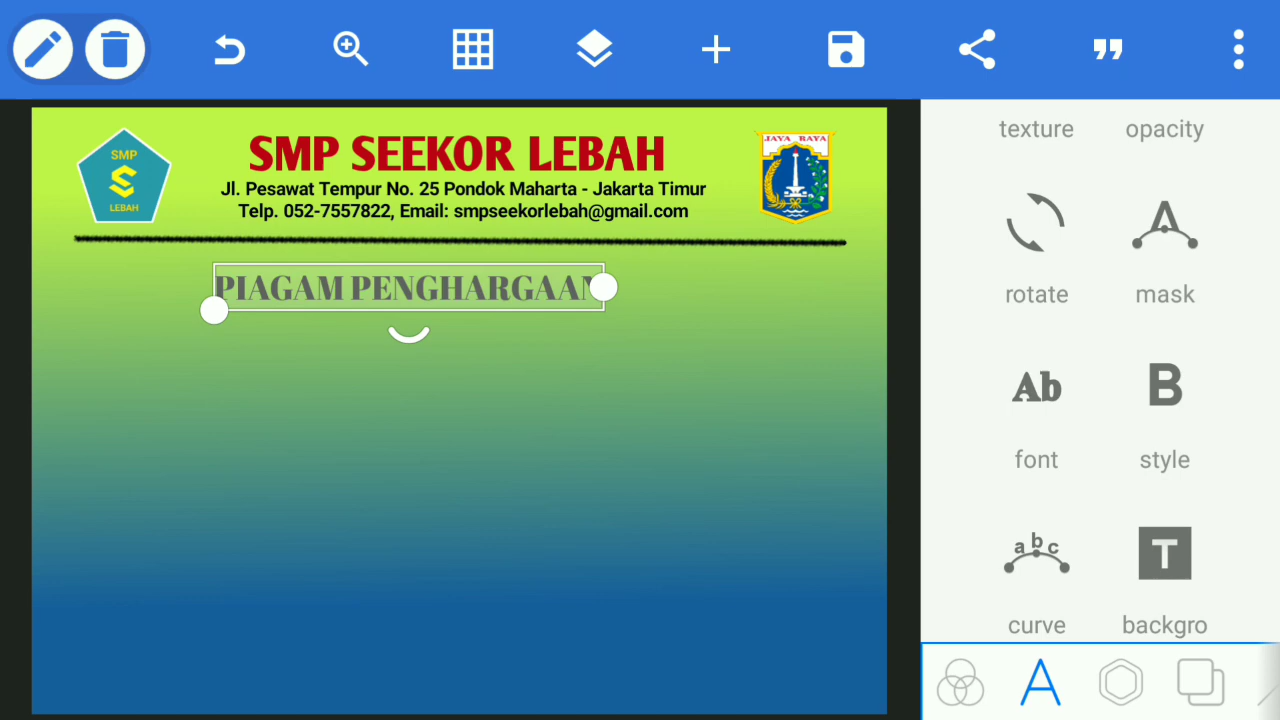 SMP
LEBAH
SMP SEEKOR LEBAH
Jl. Pesawat Tempur No. 25 Pondok Maharta - Jakarta Timur
Telp. 052-7557822, Email: smpseekorlebah@gmail.com
JAYA RAYA
PIAGAM PENGHARGAAN
texture
opacity
rotate
mask
Ab
B
font
style
abc
T
curve
backgro
A